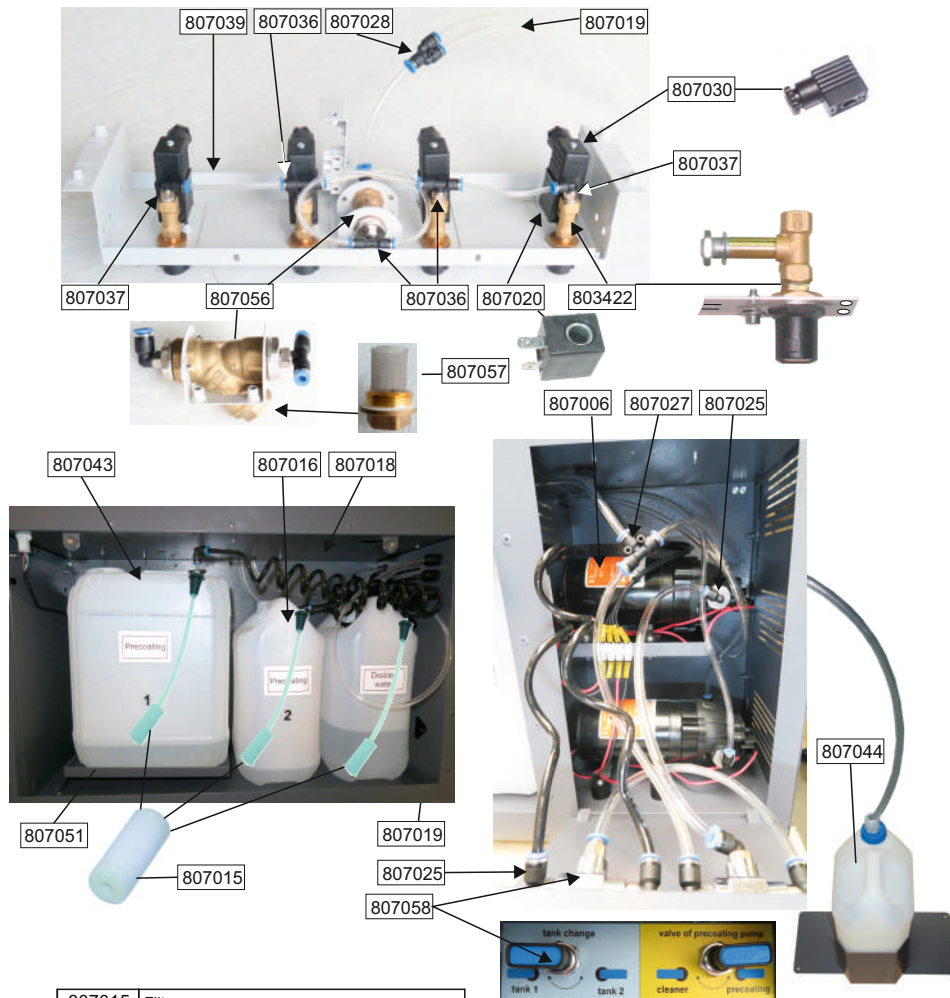 807039 807036 807028 807019
807030
807037
807037 807056 807036 807020 803422
807057
807006 807027 807025
807043 807016 807018
Precoating
1
Precoating
2
Distilled
water
807044
807051
807019
807015
807025
807058
tank change
tank 1 tank 2
valve of precoating pump
cleaner precoating